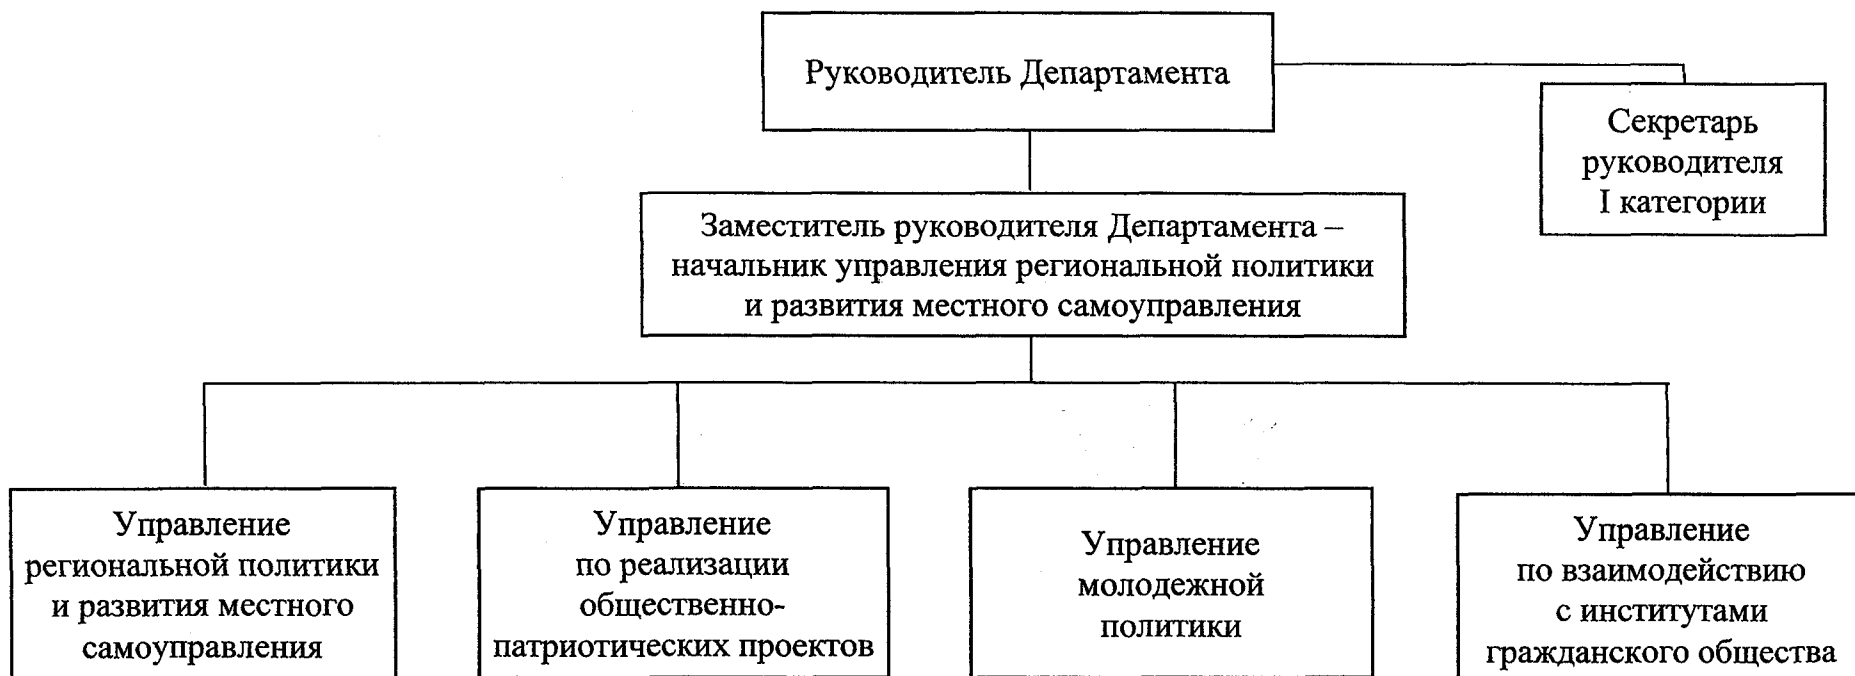 Руководитель Департамента
Секретарь
руководителя
I категории
Заместитель руководителя Департамента –
начальник управления региональной политики
и развития местного самоуправления
Управление
региональной политики
и развития местного
самоуправления
Управление
по реализации
общественно-
патриотических проектов
Управление
молодежной
политики
Управление
по взаимодействию
с институтами
гражданского общества